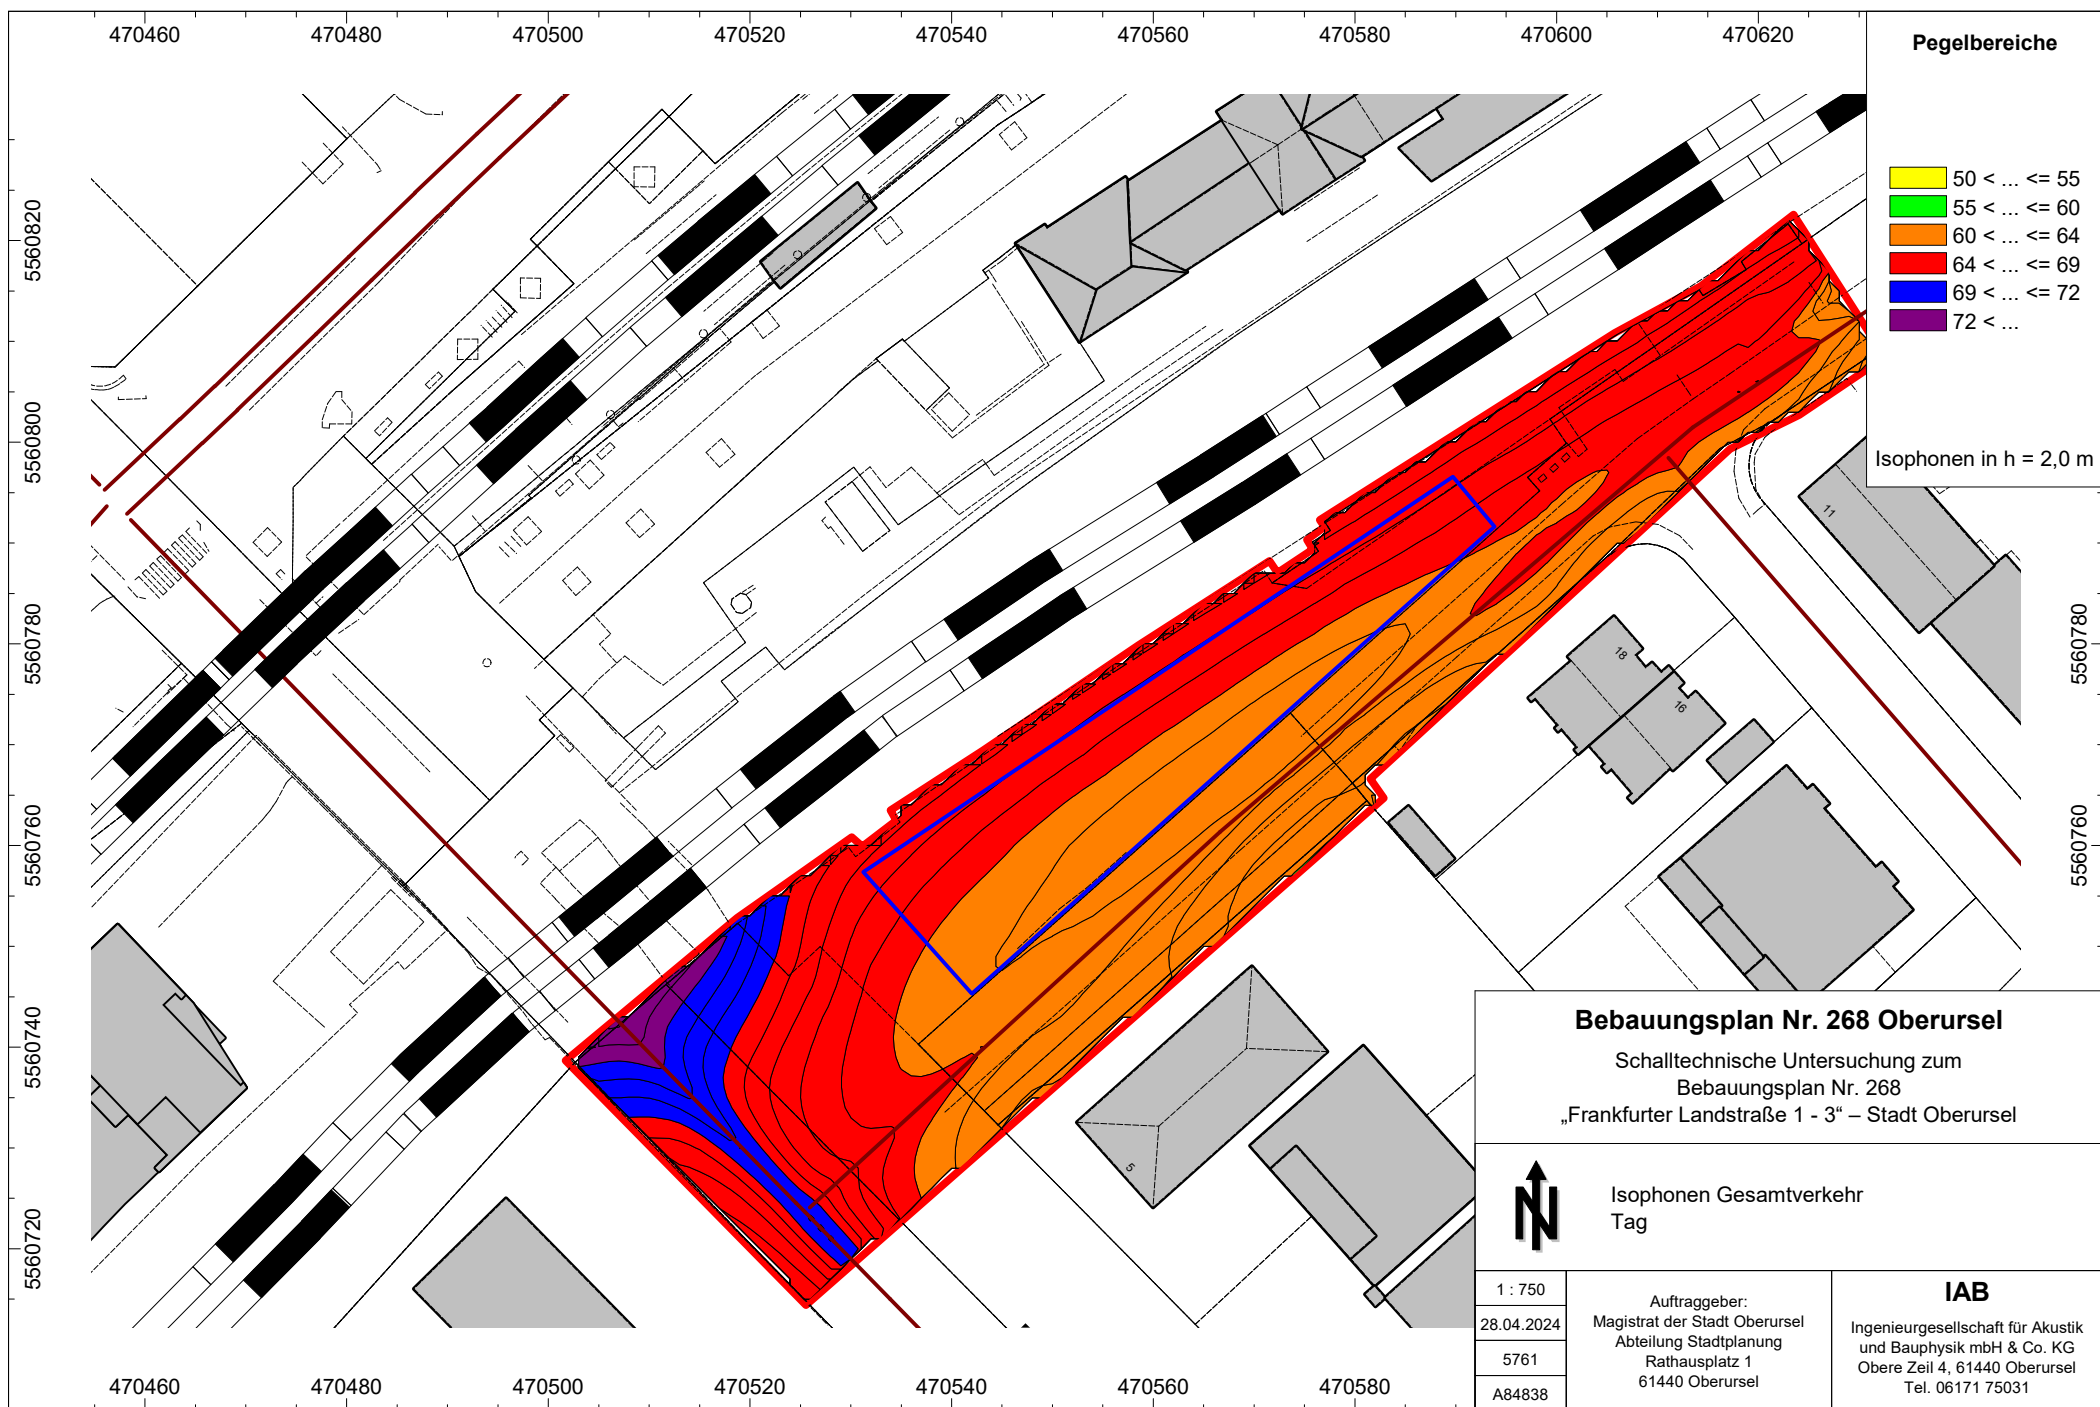 470460 470480 470500 470520 470540 470560 470580 470600 470620
Pegelbereiche
50 < ... <= 55
55 < ... <= 60
60 < ... <= 64
64 < ... <= 69
69 < ... <= 72
72 < ...
Isophonen in h = 2,0 m
5560820
5560800
5560780
5560760
5560740
5560720
5560780
5560760
11
18
16
5
Bebauungsplan Nr. 268 Oberursel
Schalltechnische Untersuchung zum
Bebauungsplan Nr. 268
„Frankfurter Landstraße 1 - 3“ – Stadt Oberursel
N
Isophonen Gesamtverkehr
Tag
1 : 750
28.04.2024
5761
A84838
Auftraggeber:
Magistrat der Stadt Oberursel
Abteilung Stadtplanung
Rathausplatz 1
61440 Oberursel
IAB
Ingenieurgesellschaft für Akustik
und Bauphysik mbH & Co. KG
Obere Zeil 4, 61440 Oberursel
Tel. 06171 75031
470460 470480 470500 470520 470540 470560 470580